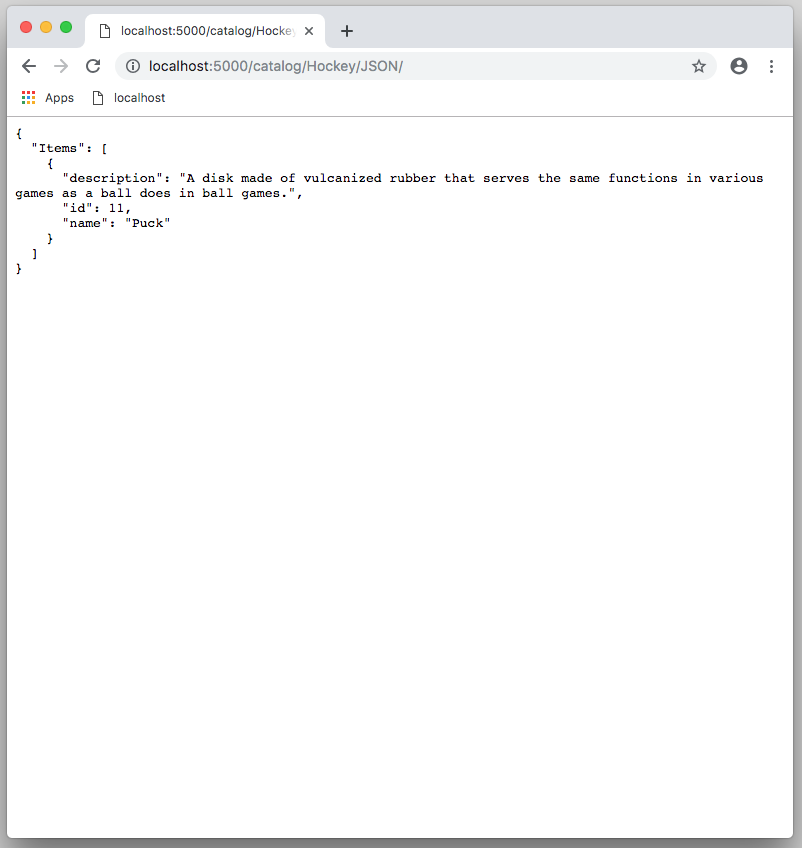 localhost:5000/catalog/Hocke
localhost:5000/catalog/Hockey/JSON/
Apps localhost
{
  "Items": [
    {
      "description": "A disk made of vulcanized rubber that serves the same functions in various
games as a ball does in ball games.",
      "id": 11,
      "name": "Puck"
    }
  ]
}